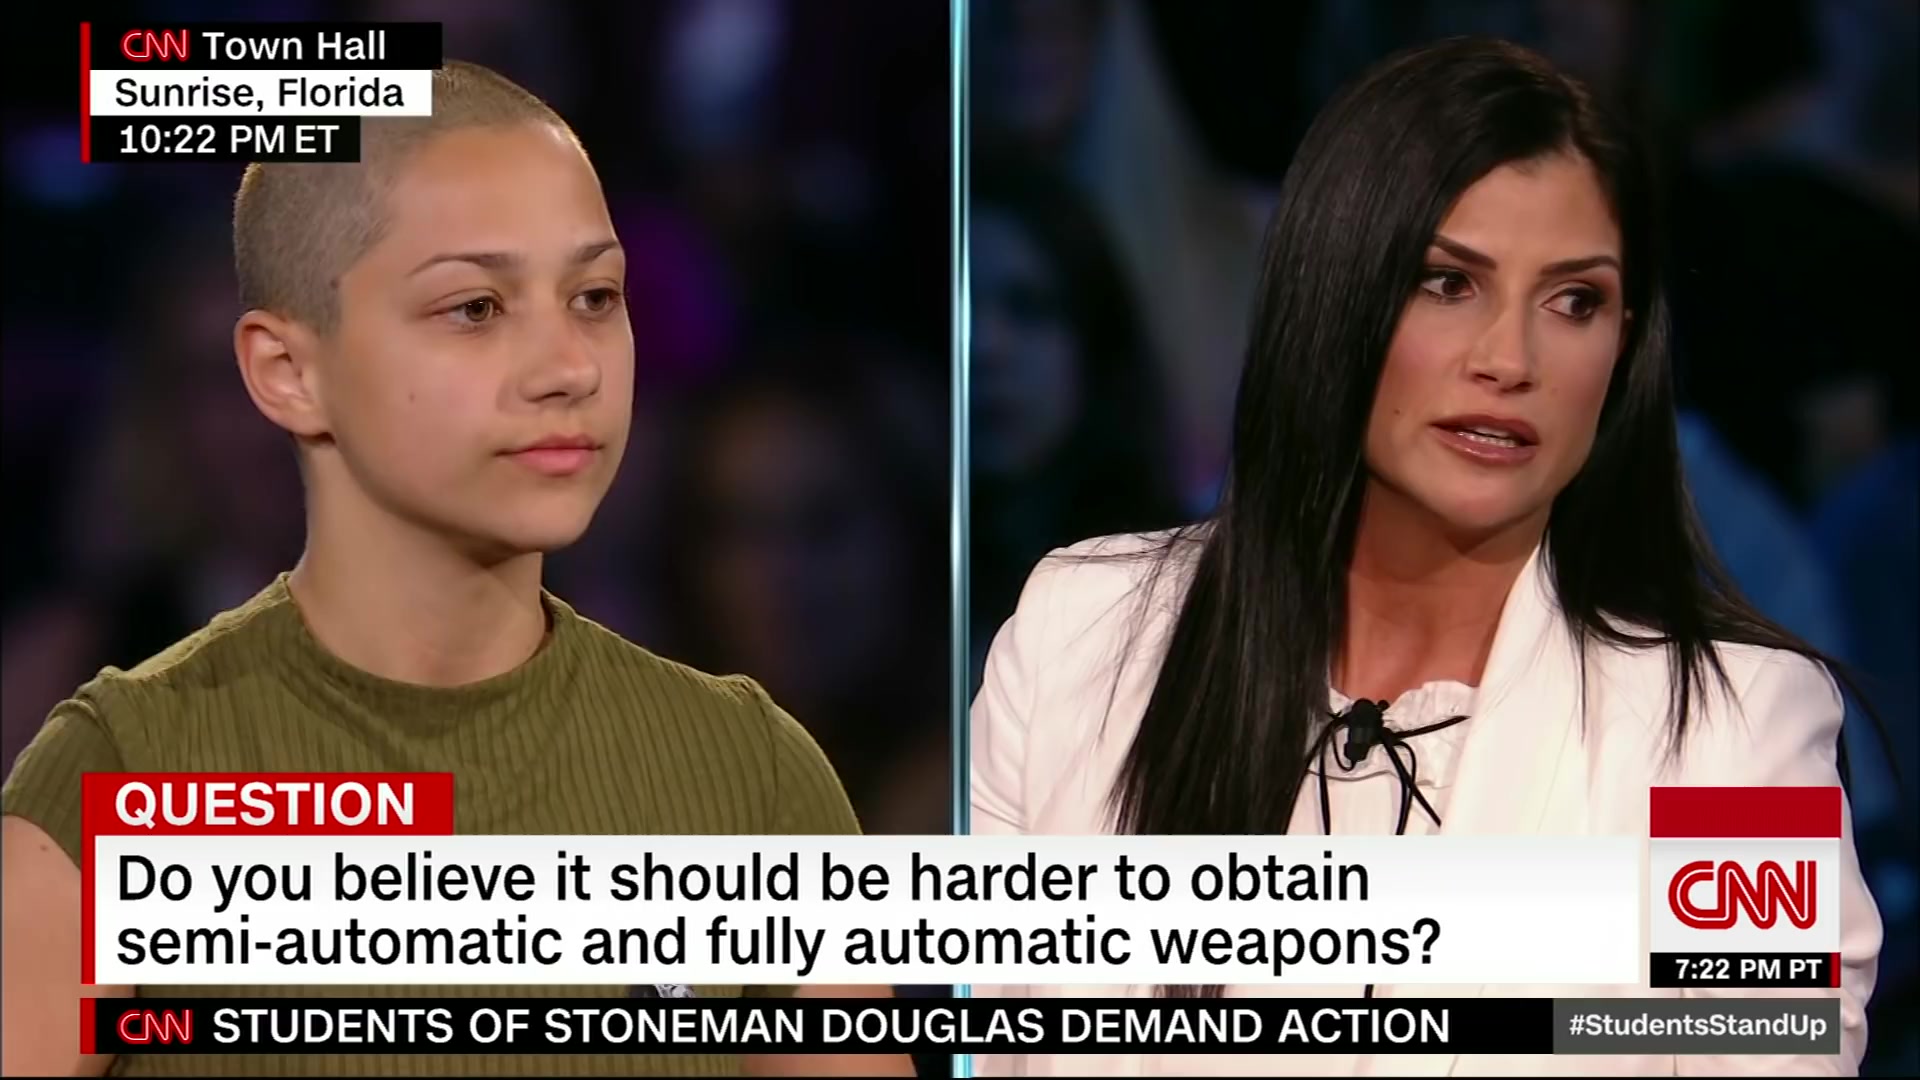 CNN Town Hall
Sunrise, Florida
10:22 PM ET
QUESTION
Do you believe it should be harder to obtain
semi-automatic and fully automatic weapons?
CNN
7:22 PM PT
CNN STUDENTS OF STONEMAN DOUGLAS DEMAND ACTION
#StudentsStandUp